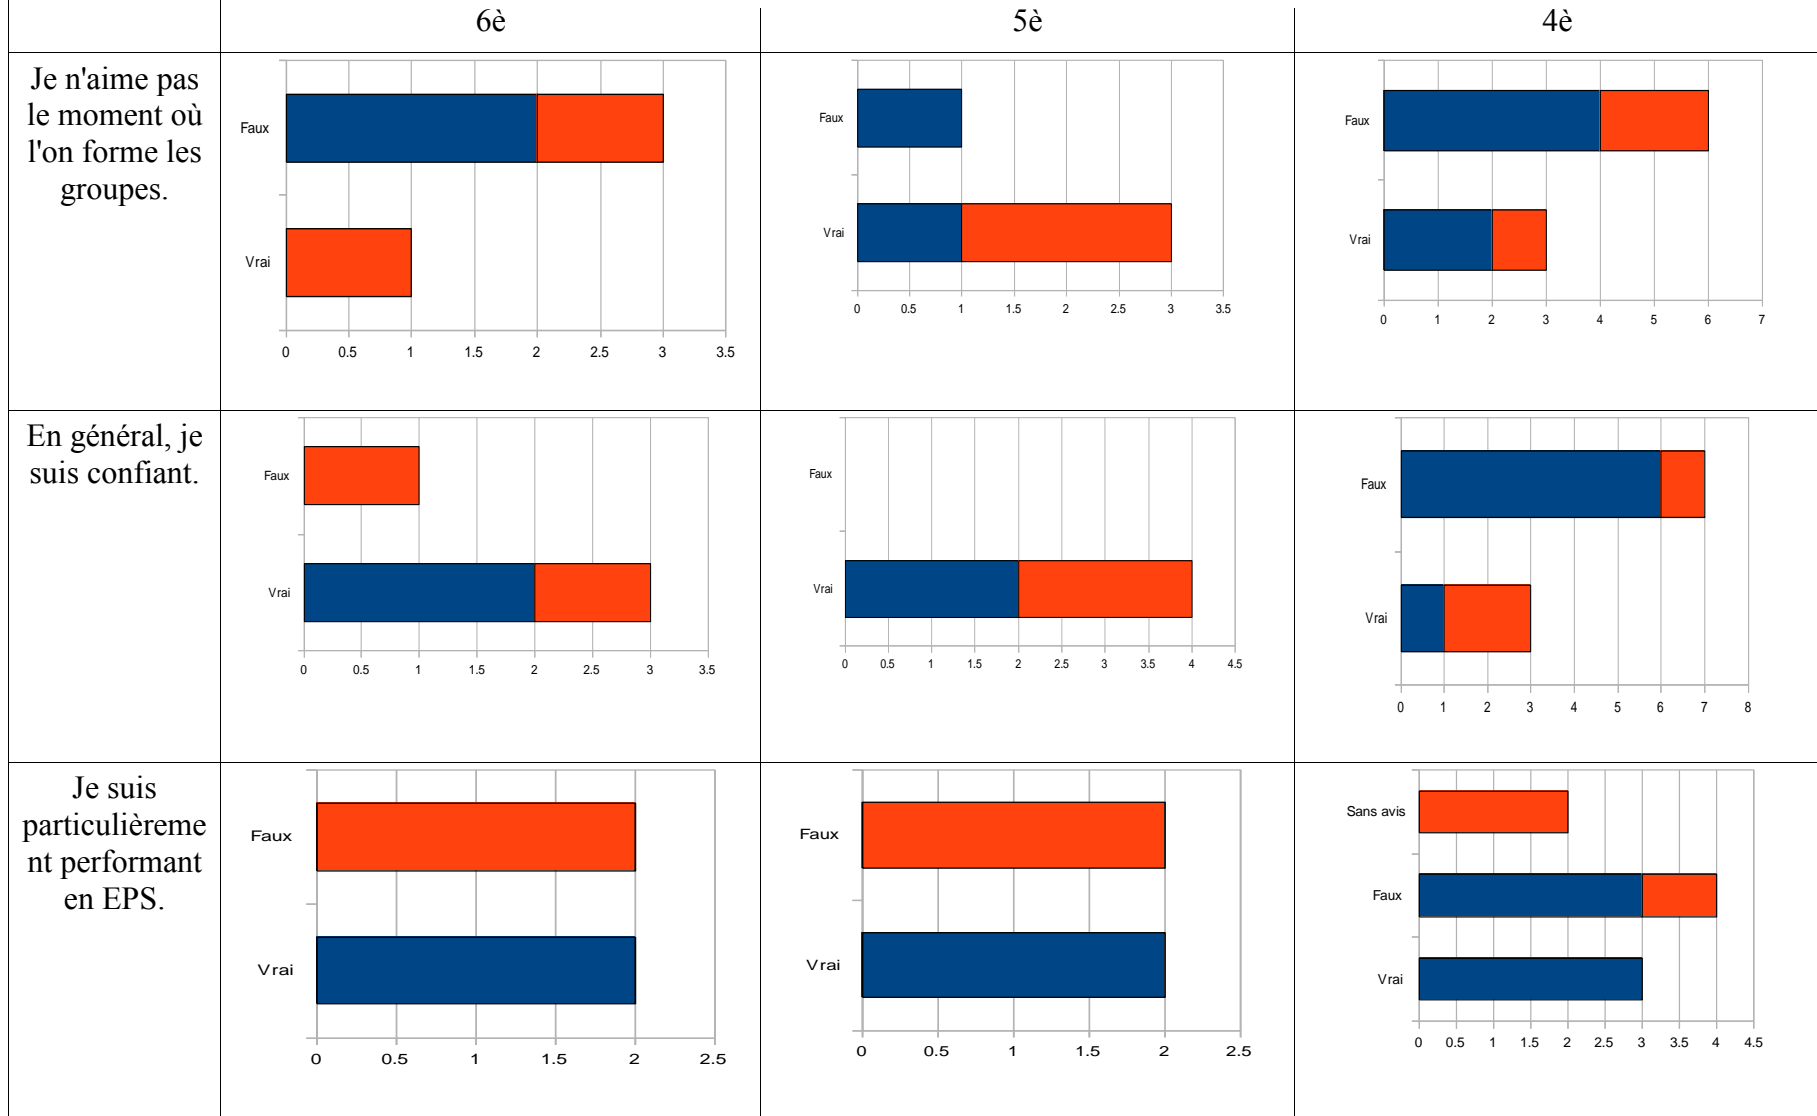 6è 5è 4è
Je n'aime pas
le moment où
l'on forme les
groupes.
Faux
Vrai
0 0.5 1 1.5 2 2.5 3 3.5
Faux
Vrai
0 0.5 1 1.5 2 2.5 3 3.5
Faux
Vrai
0 1 2 3 4 5 6 7
En général, je
suis confiant.
Faux
Vrai
0 0.5 1 1.5 2 2.5 3 3.5
Faux
Vrai
0 0.5 1 1.5 2 2.5 3 3.5 4 4.5
Faux
Vrai
0 1 2 3 4 5 6 7 8
Je suis
particulièreme
nt performant
en EPS.
Faux
Vrai
0 0.5 1 1.5 2 2.5
Faux
Vrai
0 0.5 1 1.5 2 2.5
Sans avis
Faux
Vrai
0 0.5 1 1.5 2 2.5 3 3.5 4 4.5